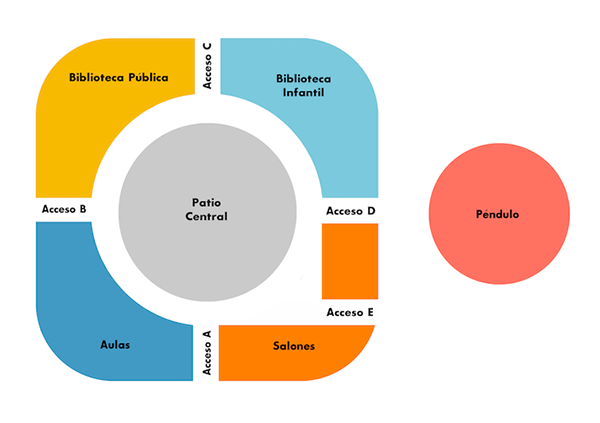 Acceso C
Biblioteca Pública
Biblioteca
Infantil
Patio
Central
Acceso B
Acceso D
Péndulo
Acceso E
Aulas
Acceso A
Salones